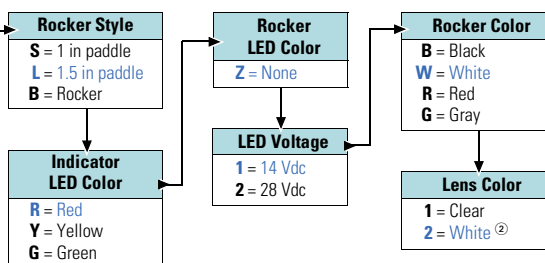 Rocker Style
S = 1 in paddle
L = 1.5 in paddle
B = Rocker
Indicator
LED Color
R = Red
Y = Yellow
G = Green
Rocker
LED Color
Z = None
LED Voltage
1 = 14 Vdc
2 = 28 Vdc
Rocker Color
B = Black
W = White
R = Red
G = Gray
Lens Color
1 = Clear
2 = White ②